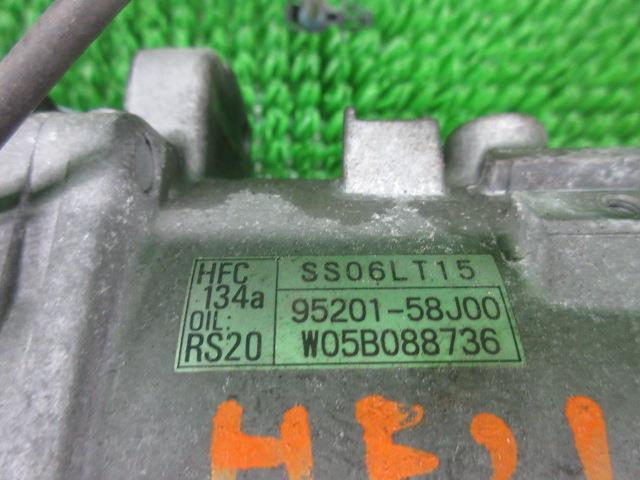 HFC
134a
OIL:
RS20
SS06LT15
95201-58J00
W05B088736